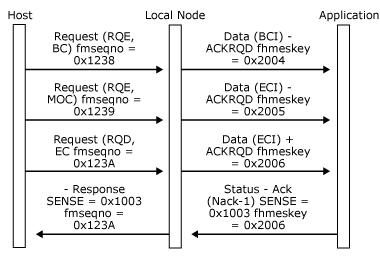 Host
Local Node
Application
Request (RQE,
BC) fmseqno =
0x1238
Data (BCI) -
ACKRQD fhmeskey
= 0x2004
Request (RQE,
MOC) fmseqno =
0x1239
Data (ECI) -
ACKRQD fhmeskey
= 0x2005
Request (RQD,
EC fmseqno =
0x123A
Data (ECI) +
ACKRQD fhmeskey
= 0x2006
- Response
SENSE = 0x1003
fmseqno =
0x123A
Status - Ack
(Nack-1) SENSE =
0x1003 fhmeskey
= 0x2006